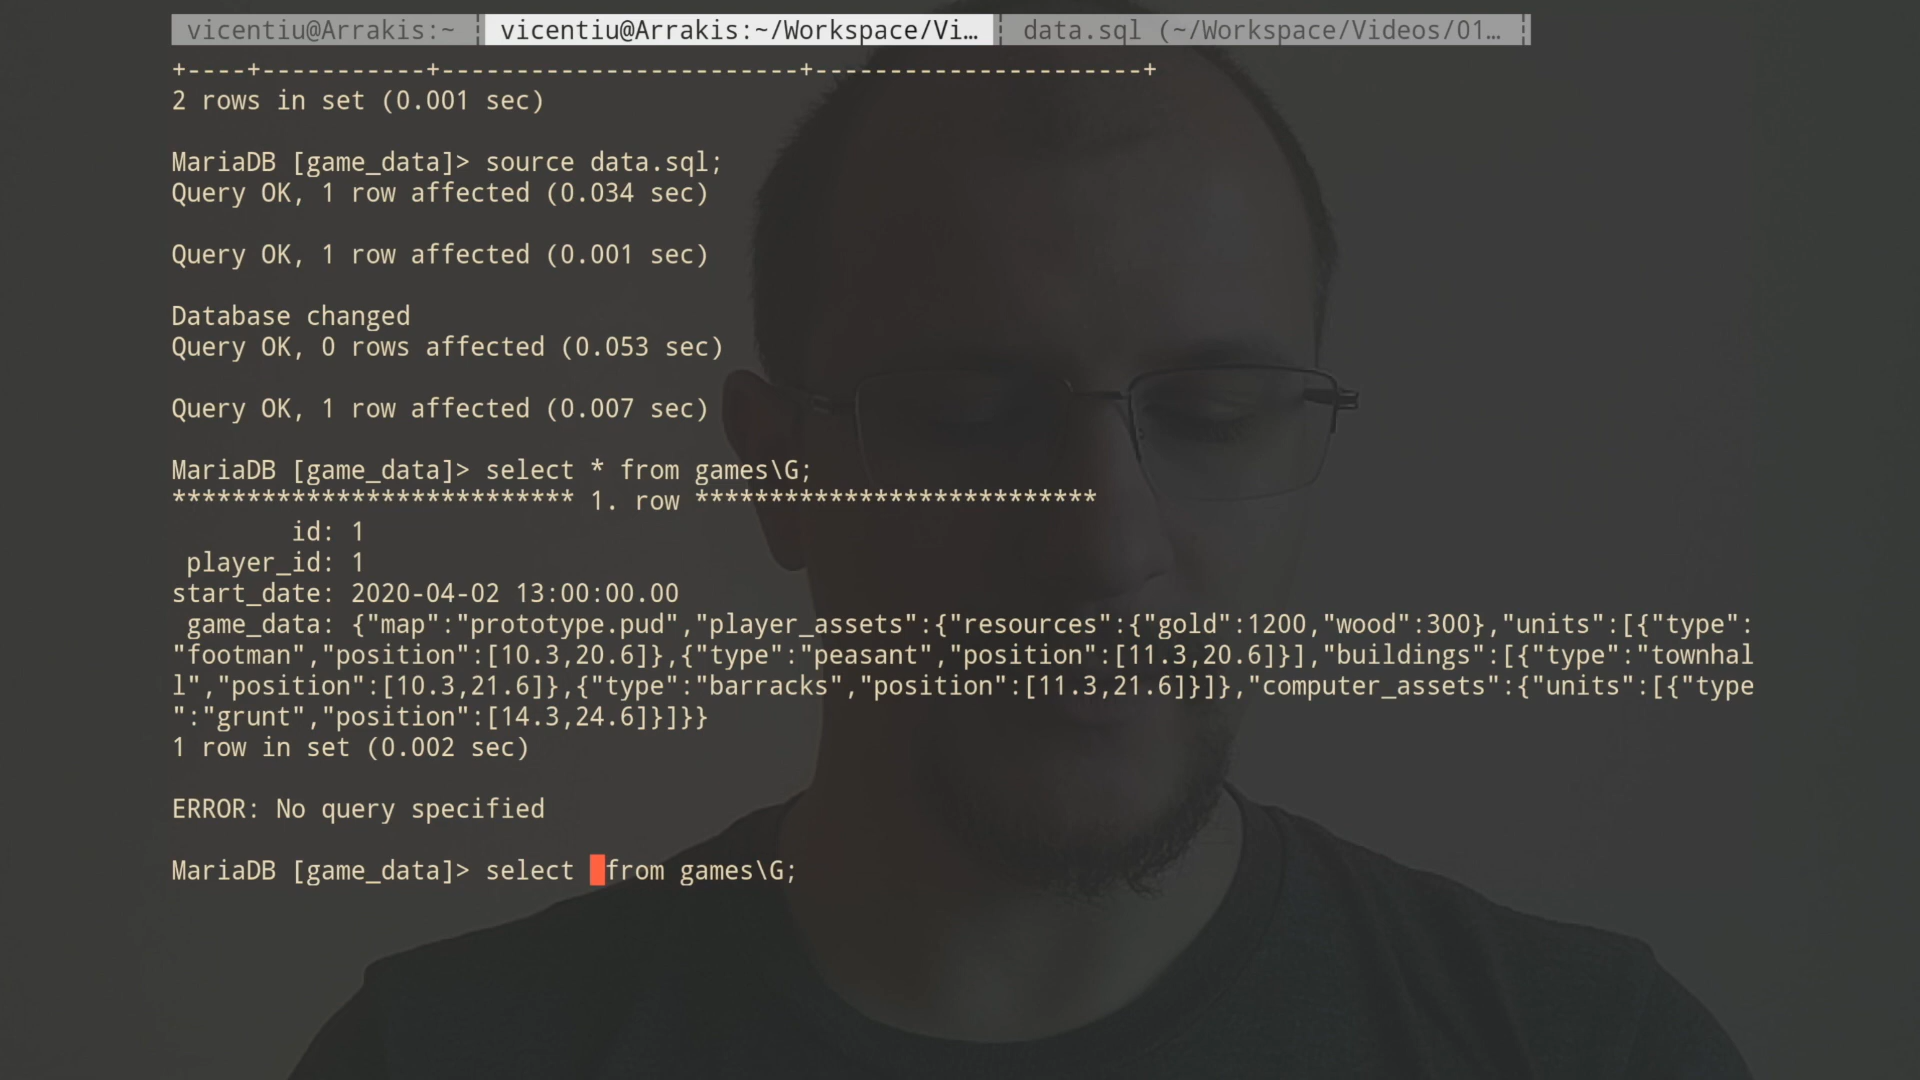 vicentiu@Arrakis:~ vicentiu@Arrakis:~/Workspace/Vi… data.sql (~/Workspace/Videos/01…
+----+-----------+------------------------+----------------------+
2 rows in set (0.001 sec)
MariaDB [game_data]> source data.sql;
Query OK, 1 row affected (0.034 sec)
Query OK, 1 row affected (0.001 sec)
Database changed
Query OK, 0 rows affected (0.053 sec)
Query OK, 1 row affected (0.007 sec)
MariaDB [game_data]> select * from games\G;
*************************** 1. row ***************************
id: 1
player_id: 1
start_date: 2020-04-02 13:00:00.00
game_data: {"map":"prototype.pud","player_assets":{"resources":{"gold":1200,"wood":300},"units":[{"type":
"footman","position":[10.3,20.6]},{"type":"peasant","position":[11.3,20.6]}],"buildings":[{"type":"townhal
l","position":[10.3,21.6]},{"type":"barracks","position":[11.3,21.6]}]},"computer_assets":{"units":[{"type
":"grunt","position":[14.3,24.6]}]}}
1 row in set (0.002 sec)
ERROR: No query specified
MariaDB [game_data]> select from games\G;